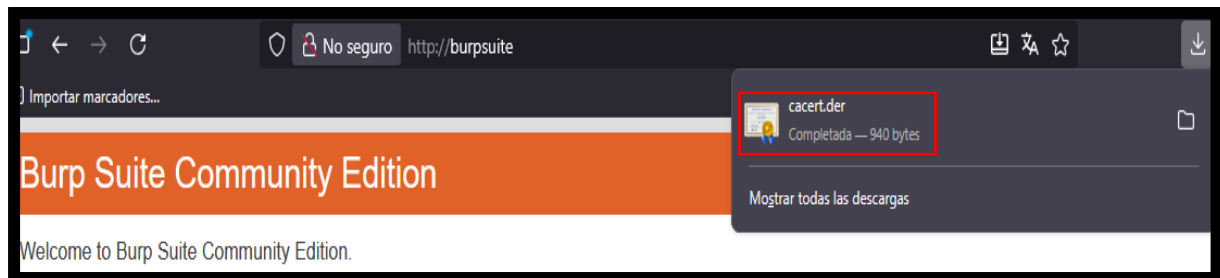 No seguro http://burpsuite
Importar marcadores...
cacert.der
Completada — 940 bytes
Burp Suite Community Edition
Mostrar todas las descargas
Welcome to Burp Suite Community Edition.